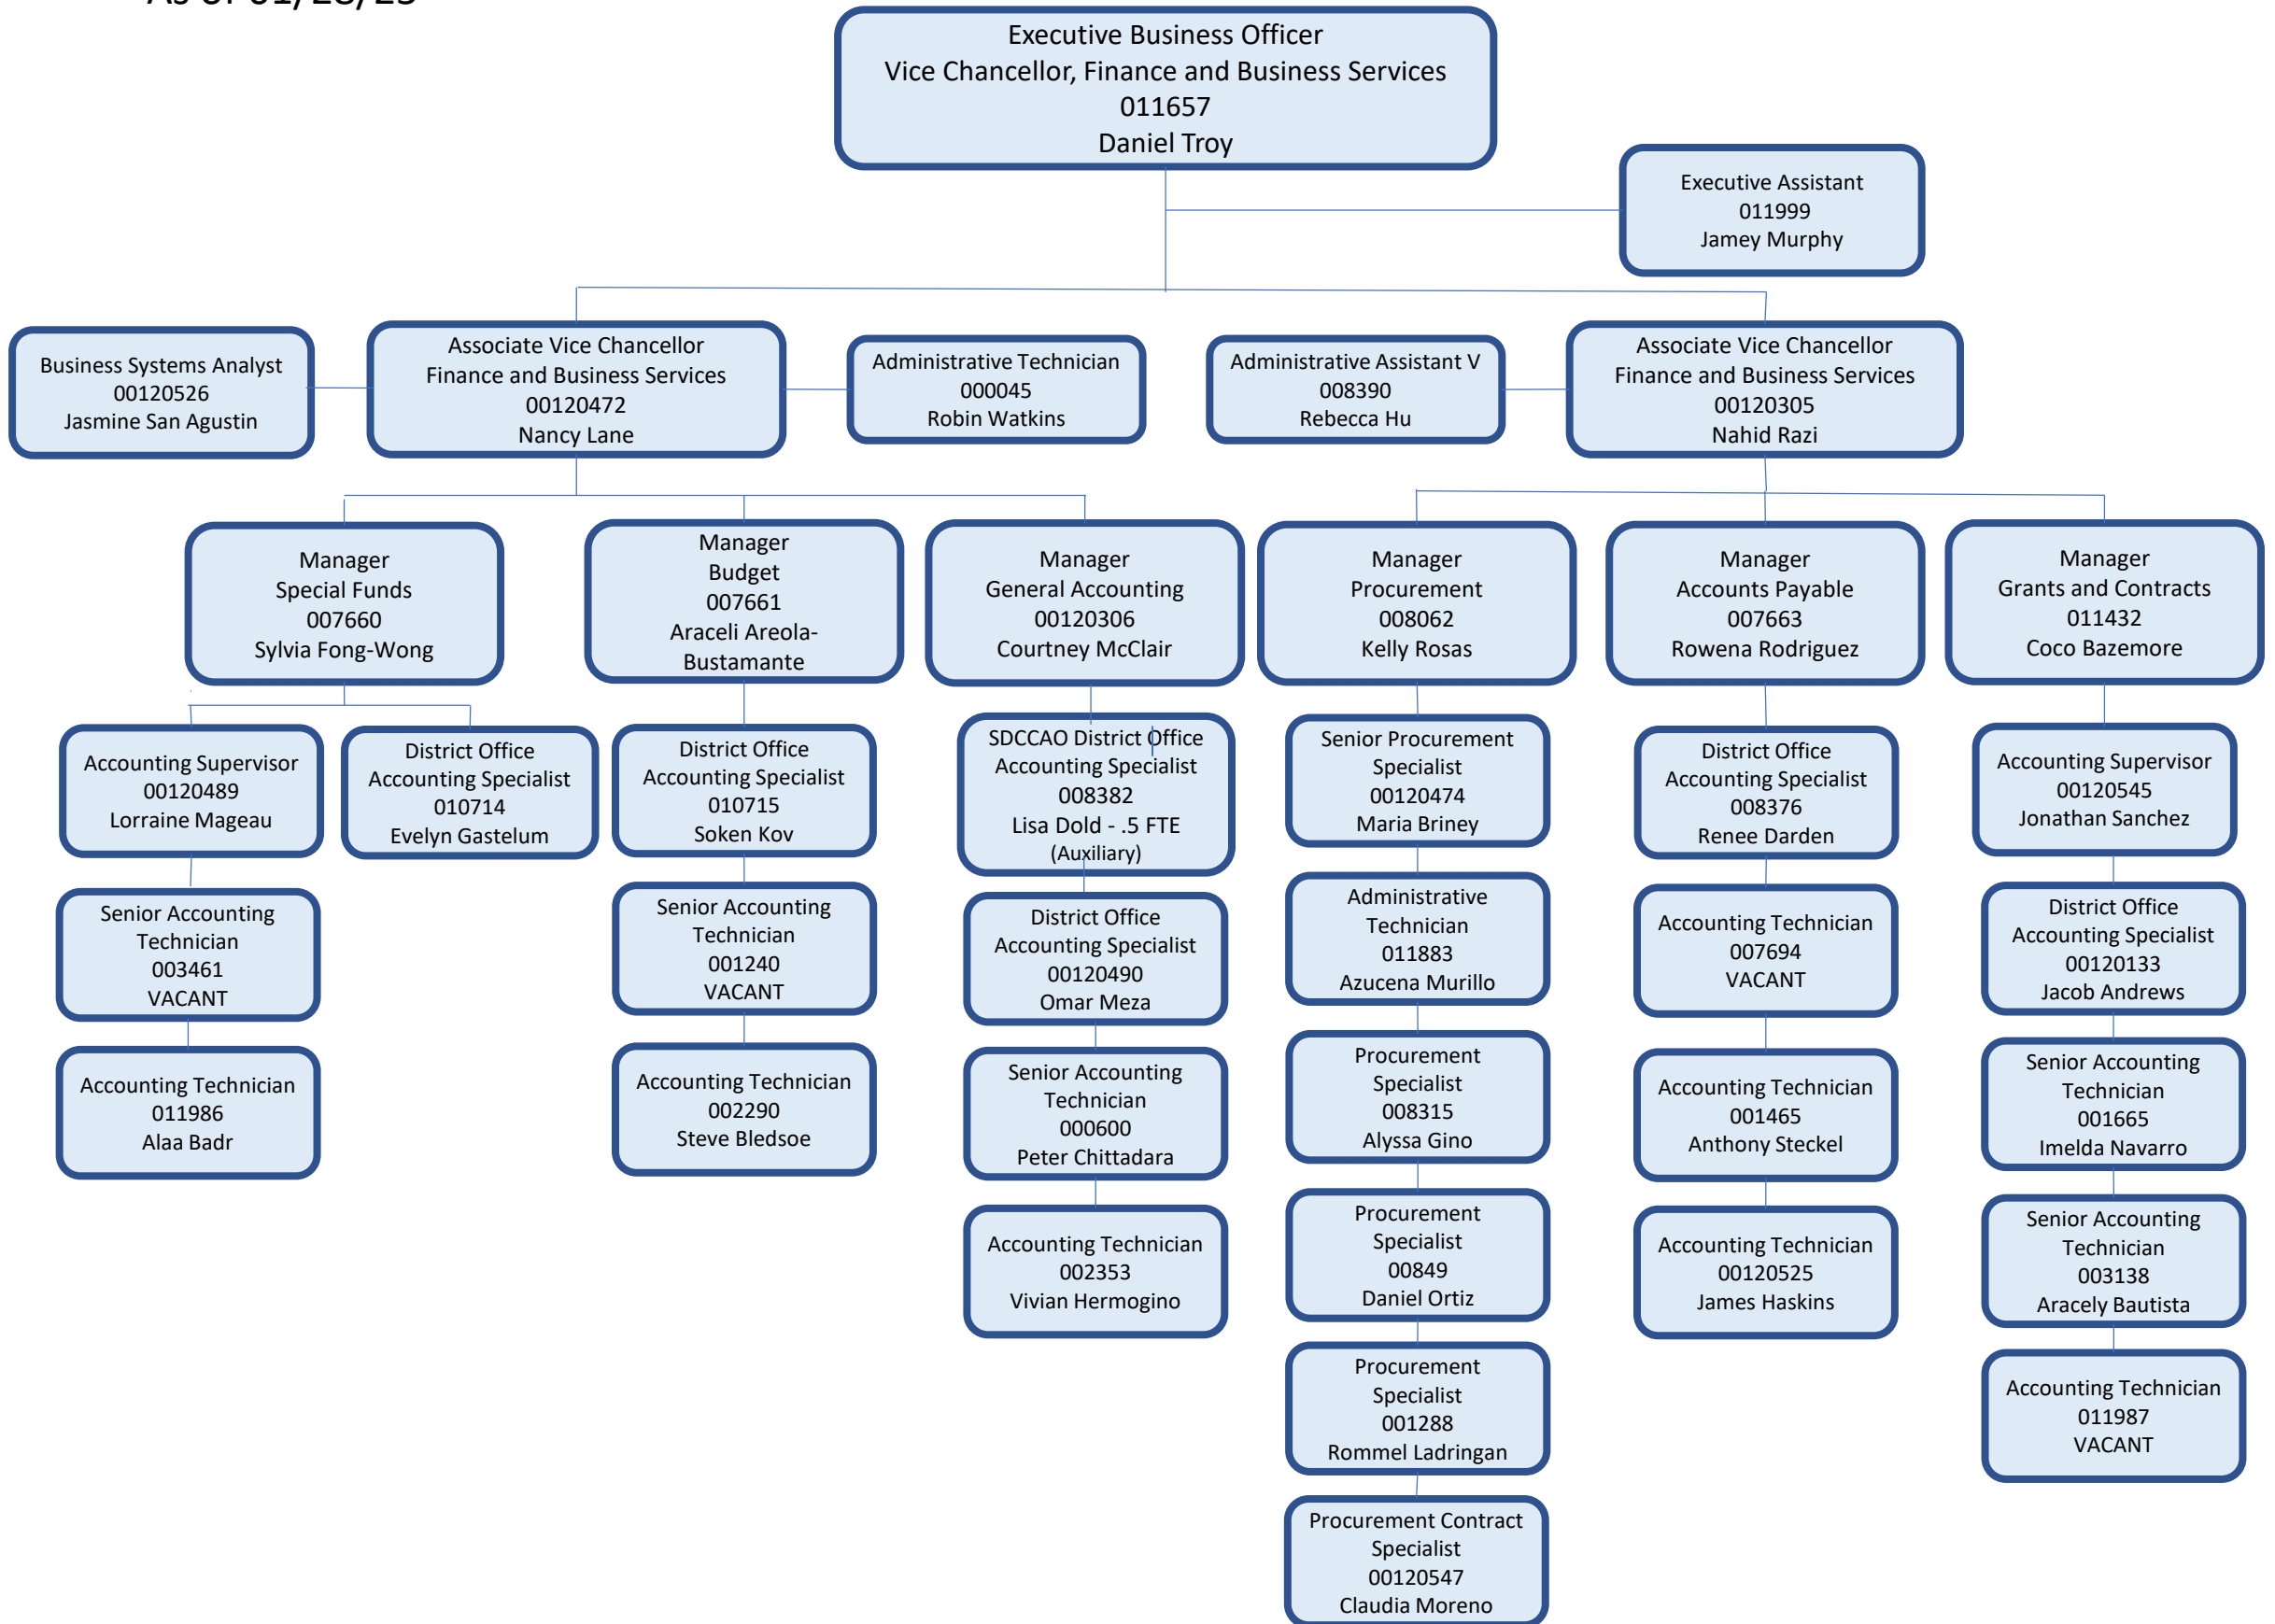 Executive Business Officer
Vice Chancellor, Finance and Business Services
011657
Daniel Troy
Executive Assistant
011999
Jamey Murphy
Business Systems Analyst
00120526
Jasmine San Agustin
Associate Vice Chancellor
Finance and Business Services
00120472
Nancy Lane
Administrative Technician
000045
Robin Watkins
Administrative Assistant V
008390
Rebecca Hu
Associate Vice Chancellor
Finance and Business Services
00120305
Nahid Razi
Manager
Special Funds
007660
Sylvia Fong-Wong
Manager
Budget
007661
Araceli Areola-
Bustamante
Manager
General Accounting
00120306
Courtney McClair
Manager
Procurement
008062
Kelly Rosas
Manager
Accounts Payable
007663
Rowena Rodriguez
Manager
Grants and Contracts
011432
Coco Bazemore
Accounting Supervisor
00120489
Lorraine Mageau
District Office
Accounting Specialist
010714
Evelyn Gastelum
District Office
Accounting Specialist
010715
Soken Kov
SDCCAO District Office
Accounting Specialist
008382
Lisa Dold - .5 FTE
(Auxiliary)
Senior Procurement
Specialist
00120474
Maria Briney
District Office
Accounting Specialist
008376
Renee Darden
Accounting Supervisor
00120545
Jonathan Sanchez
Senior Accounting
Technician
003461
VACANT
Senior Accounting
Technician
001240
VACANT
District Office
Accounting Specialist
00120490
Omar Meza
Administrative
Technician
011883
Azucena Murillo
Accounting Technician
007694
VACANT
District Office
Accounting Specialist
00120133
Jacob Andrews
Accounting Technician
011986
Alaa Badr
Accounting Technician
002290
Steve Bledsoe
Senior Accounting
Technician
000600
Peter Chittadara
Procurement
Specialist
008315
Alyssa Gino
Accounting Technician
001465
Anthony Steckel
Senior Accounting
Technician
001665
Imelda Navarro
Accounting Technician
002353
Vivian Hermogino
Procurement
Specialist
00849
Daniel Ortiz
Accounting Technician
00120525
James Haskins
Senior Accounting
Technician
003138
Aracely Bautista
Procurement
Specialist
001288
Rommel Ladringan
Accounting Technician
011987
VACANT
Procurement Contract
Specialist
00120547
Claudia Moreno